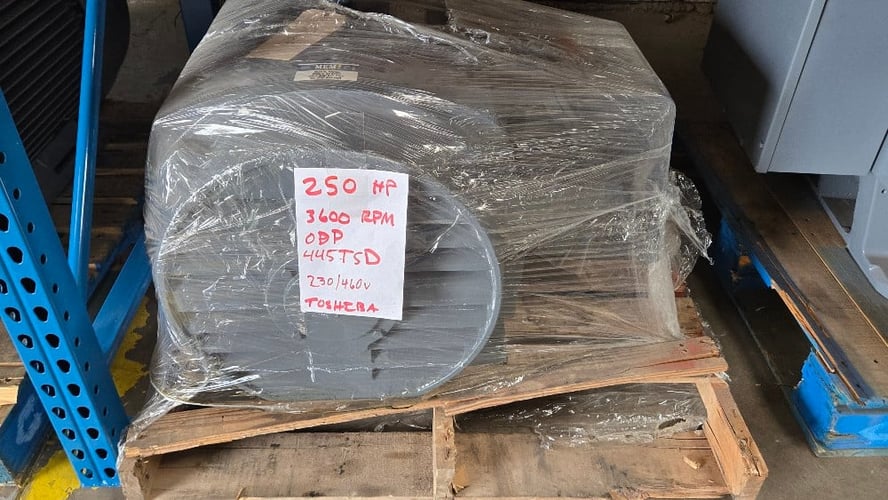 250 HP
3600 RPM
ODP
445TSD
230/460V
TOSHEBA